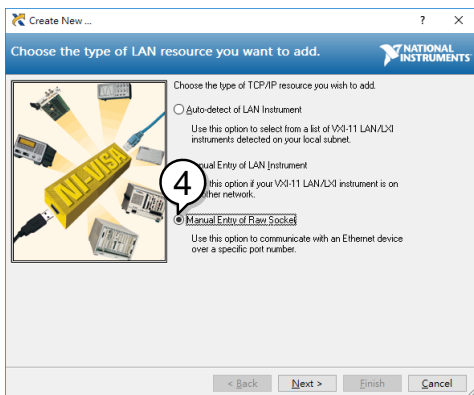 Create New ...
?
Choose the type of LAN resource you want to add.
NATIONAL
INSTRUMENTS
Choose the type of TCP/IP resource you wish to add.
Auto-detect of LAN Instrument
Use this option to select from a list of VXI-11 LAN/LXI
instruments detected on your local subnet.
Entry of LAN Instrument
this option if your VXI-11 LAN/LXI instrument is on
network.
4
Manual Entry of Raw Socket
Use this option to communicate with an Ethernet device
over a specific port number.
NI-VISA
< Back
Next >
Finish
Cancel